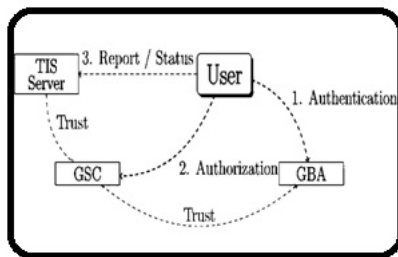 3. Report / Status
TIS
Server
User
1. Authentication
Trust
2. Authorization
GSC
GBA
Trust